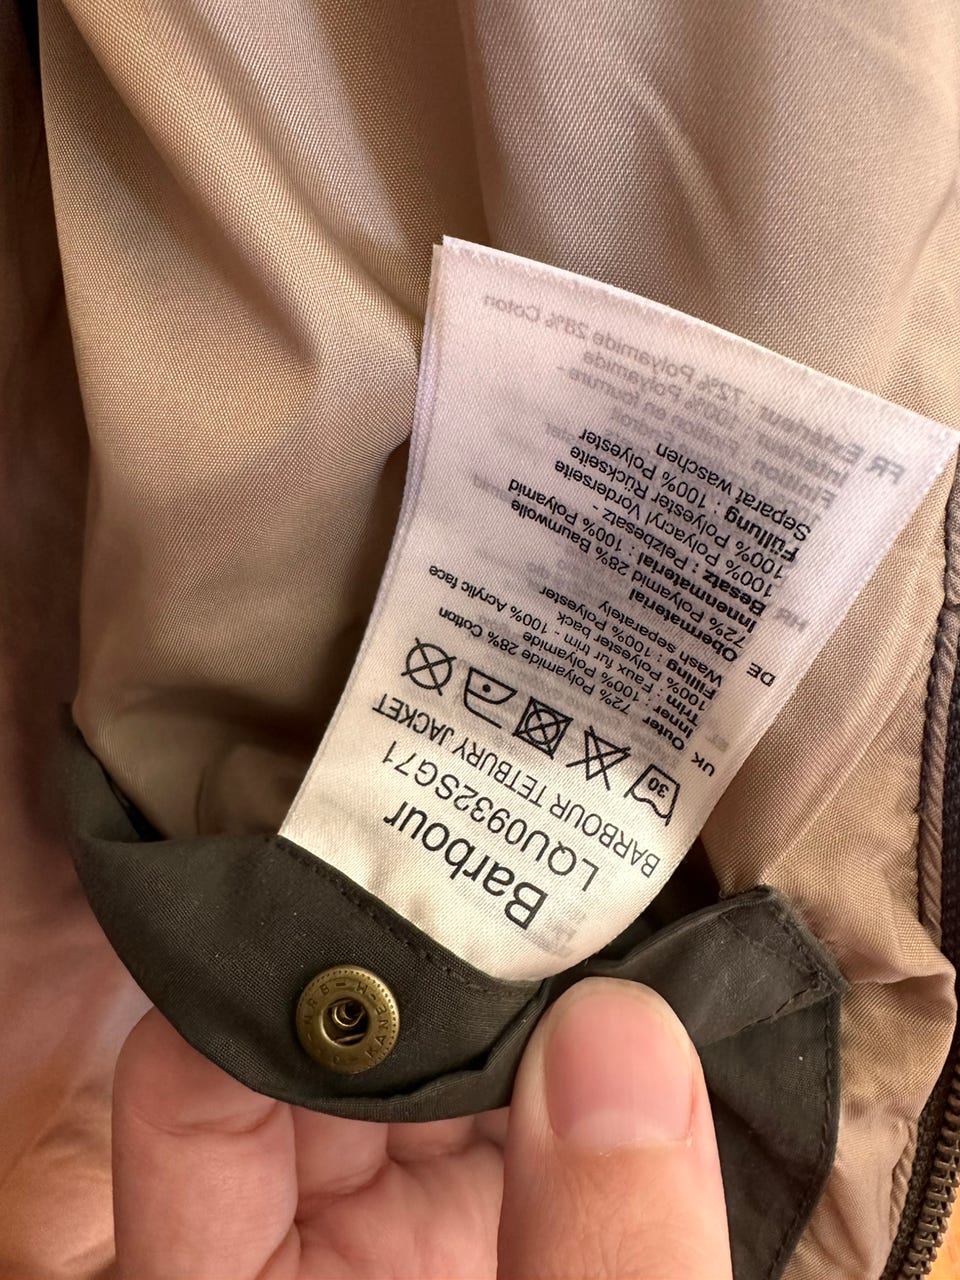 Barbour
LQU0932SG71
BARBOUR TETBURY JACKET
30
UK
Outer 72% Polyamide 28% Cotton
Inner : 100% Polyamide
Trim : Faux fur trim - 100% Acrylic face
100% Polyester back
Filling : 100% Polyester
Wash separately
DE
Obermaterial
72% Polyamid 28% Baumwolle
Innenmaterial : 100% Polyamid
Besatz : Pelzbesatz -
100% Polyacryl Vorderseite
100% Polyester Rückseite
Füllung : 100% Polyester
Separat waschen
FR
72% Polyamide 28% Coton
100% Polyamide
KANE-M